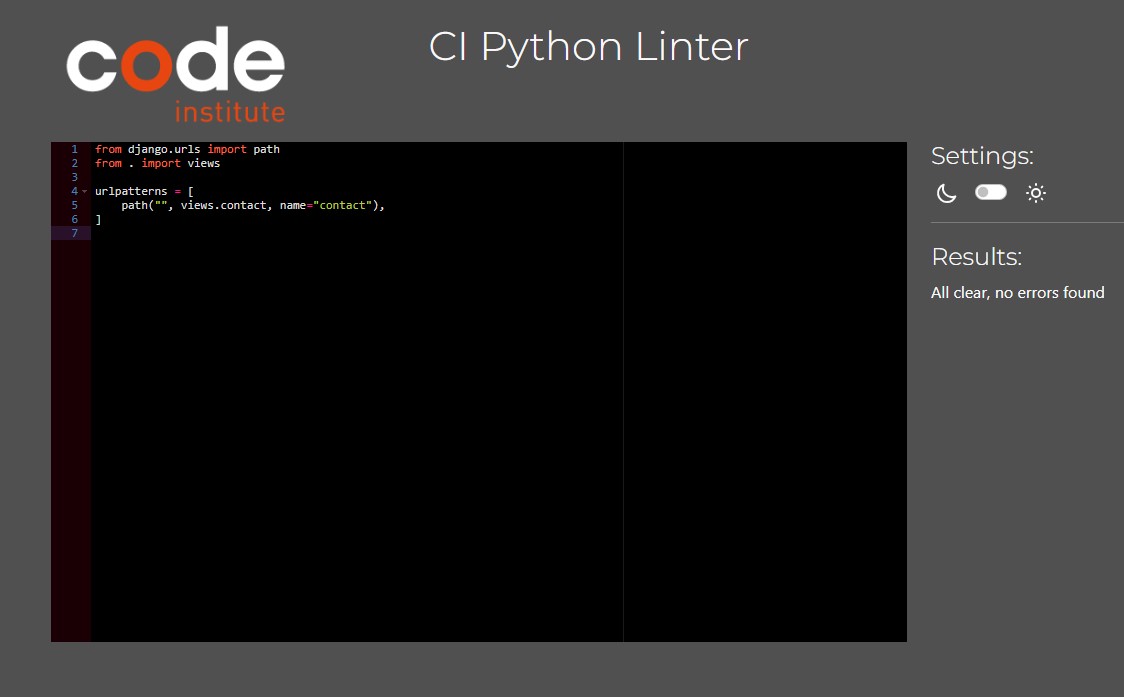 code
institute
CI Python Linter
1 from django.urls import path
2 from . import views
3
4 urlpatterns = [
5     path("", views.contact, name="contact"),
6 ]
7
Settings:
Results:
All clear, no errors found